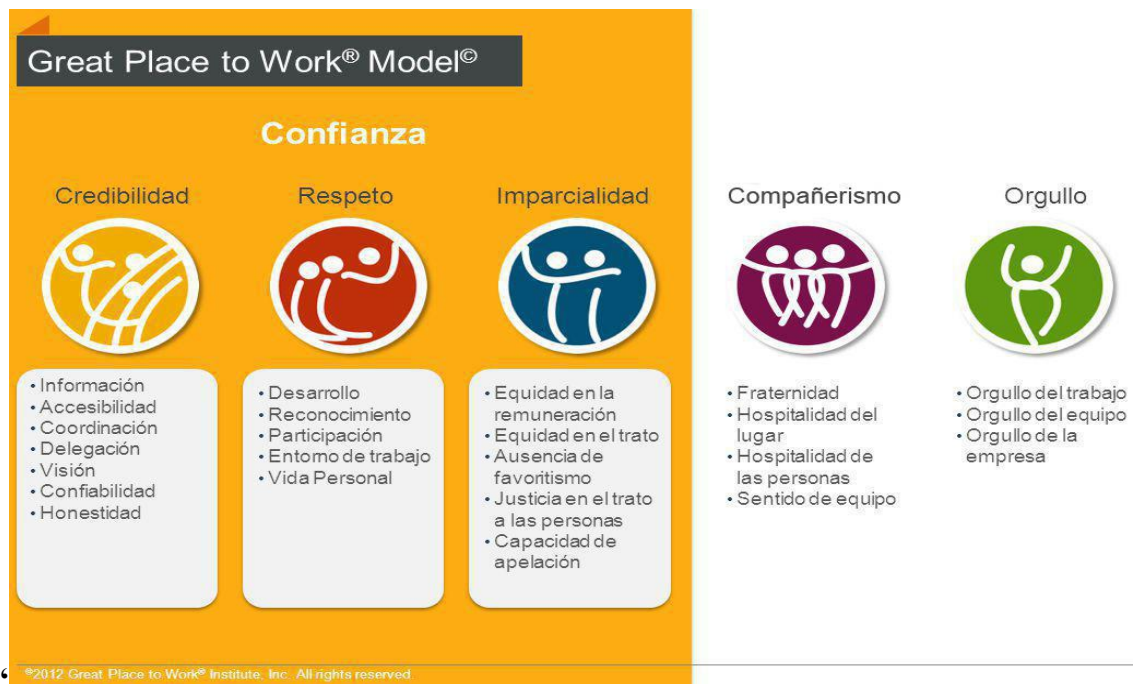 Great Place to Work® Model©
Confianza
Credibilidad
• Información
• Accesibilidad
• Coordinación
• Delegación
• Visión
• Confiabilidad
• Honestidad
Respeto
• Desarrollo
• Reconocimiento
• Participación
• Entorno de trabajo
• Vida Personal
Imparcialidad
• Equidad en la
remuneración
• Equidad en el trato
• Ausencia de
favoritismo
• Justicia en el trato
a las personas
• Capacidad de
apelación
Compañerismo
• Fraternidad
• Hospitalidad del
lugar
• Hospitalidad de
las personas
• Sentido de equipo
Orgullo
• Orgullo del trabajo
• Orgullo del equipo
• Orgullo de la
empresa
‘ ©2012 Great Place to Work® Institute, Inc. All rights reserved